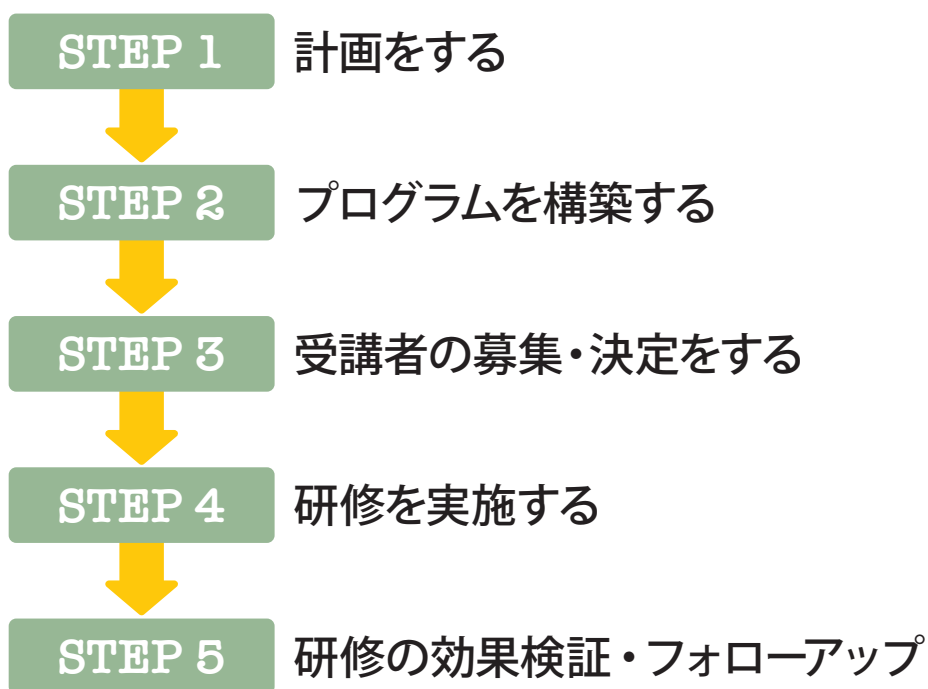 STEP 1 計画をする
STEP 2 プログラムを構築する
STEP 3 受講者の募集・決定をする
STEP 4 研修を実施する
STEP 5 研修の効果検証・フォローアップ